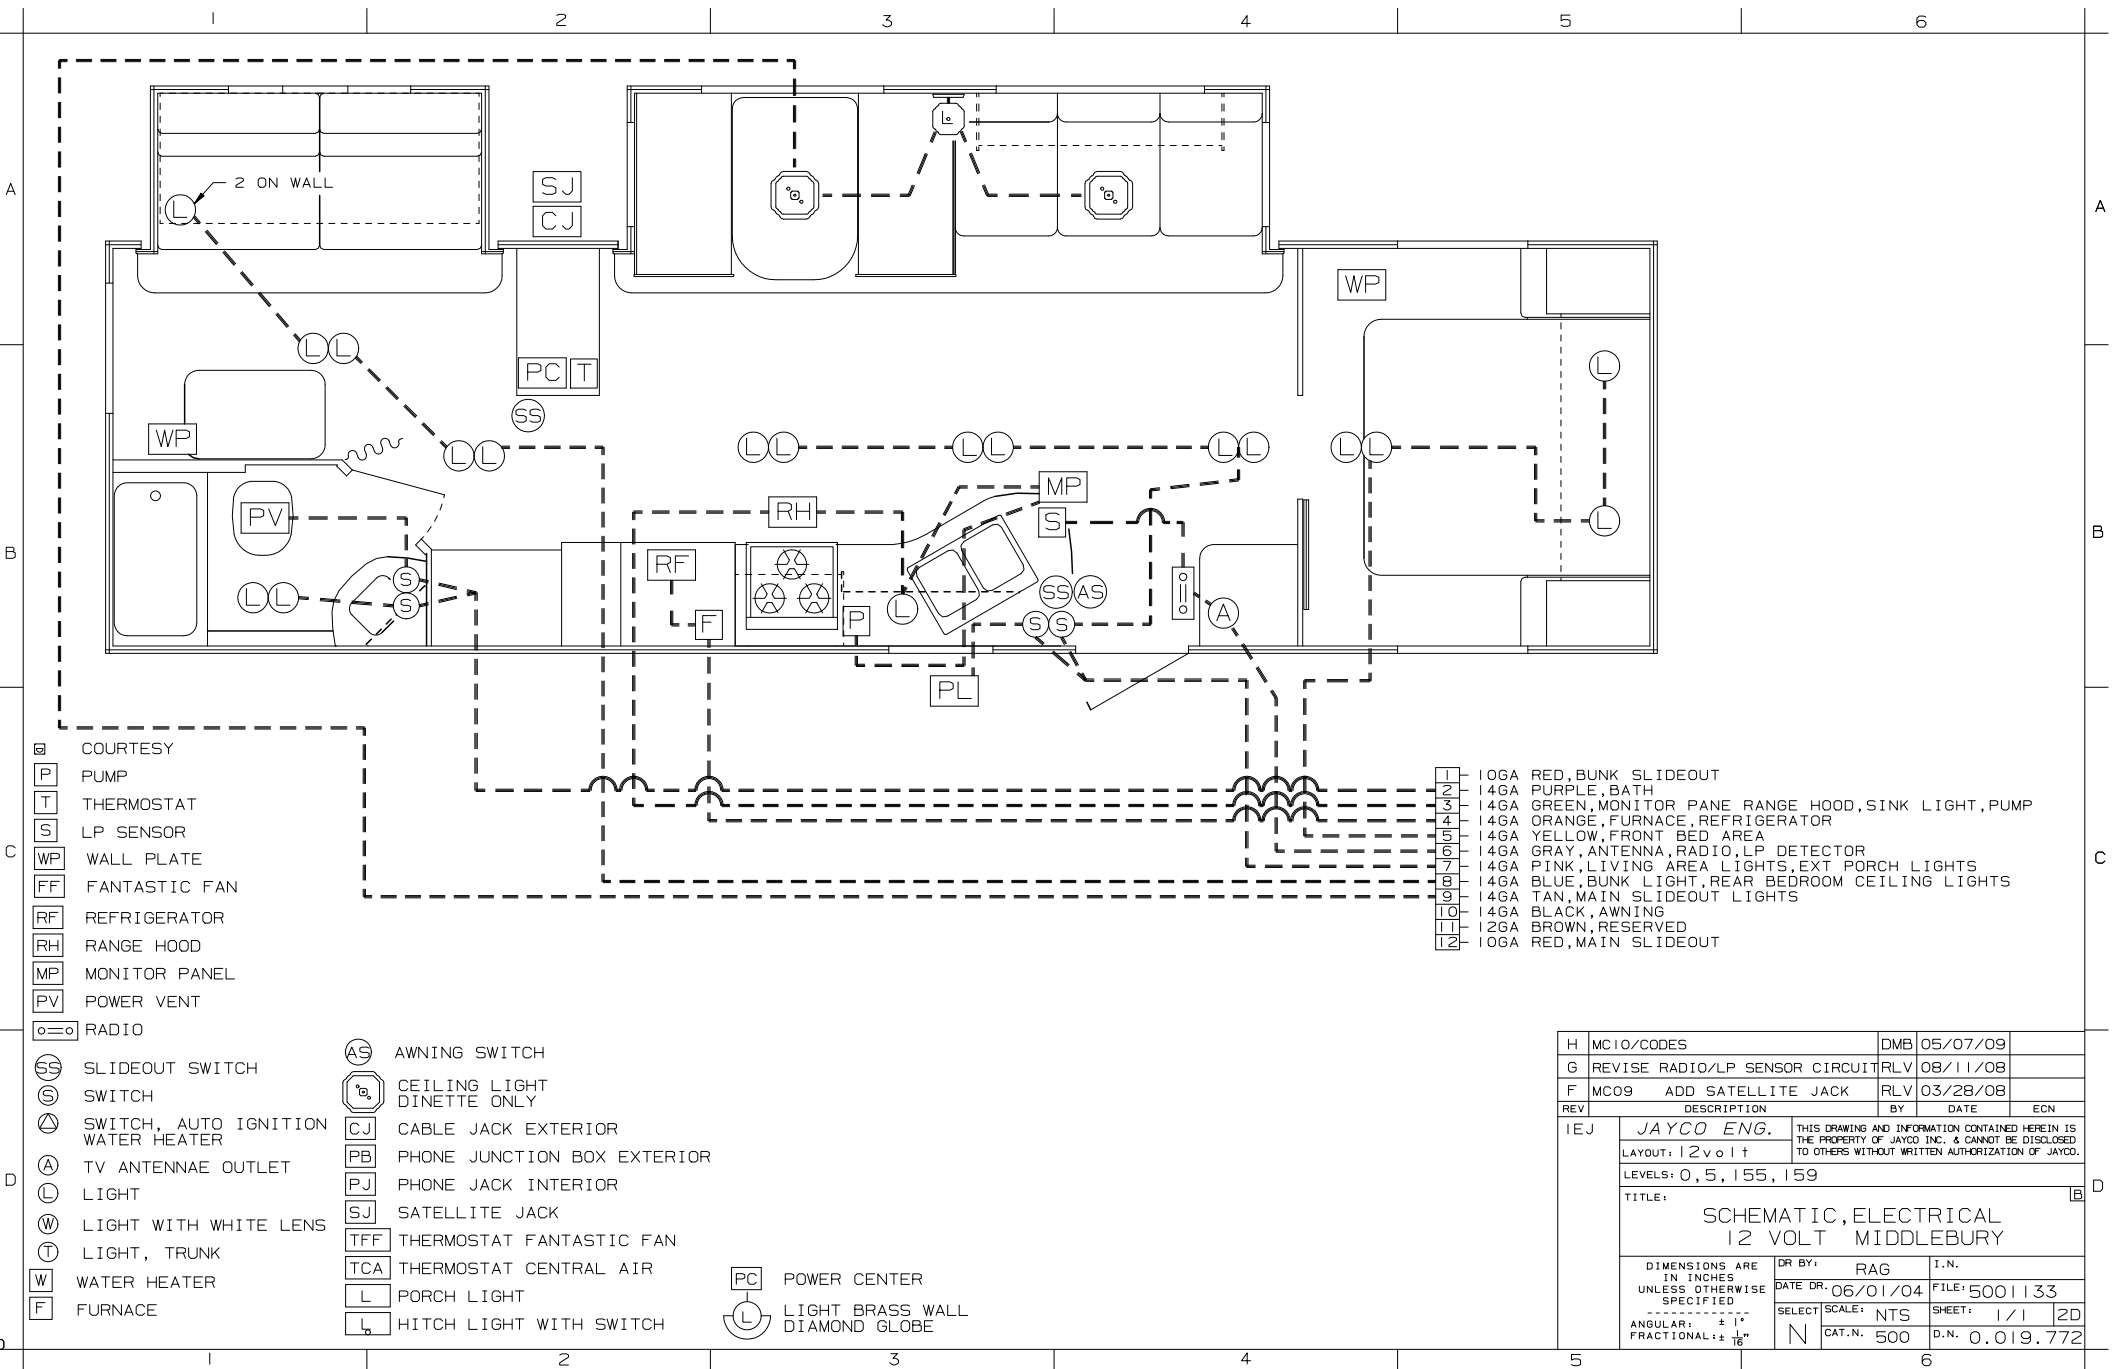 1 2 3 4 5 6
A
A
2 ON WALL
L
L
SJ
CJ
WP
L L
L
PC T
SS
WP
L L
L L
L L
L L
L L
MP
PV
RH
S
L
B
B
RF
S
L L
S
SS AS
A
F
P
L
S S
PL
COURTESY
P PUMP
T THERMOSTAT
S LP SENSOR
WP WALL PLATE
FF FANTASTIC FAN
RF REFRIGERATOR
RH RANGE HOOD
MP MONITOR PANEL
PV POWER VENT
RADIO
SS SLIDEOUT SWITCH
S SWITCH
SWITCH, AUTO IGNITION
WATER HEATER
A TV ANTENNAE OUTLET
L LIGHT
W LIGHT WITH WHITE LENS
T LIGHT, TRUNK
W WATER HEATER
F FURNACE
C
C
1 10GA RED,BUNK SLIDEOUT
2 14GA PURPLE,BATH
3 14GA GREEN,MONITOR PANE RANGE HOOD,SINK LIGHT,PUMP
4 14GA ORANGE,FURNACE,REFRIGERATOR
5 14GA YELLOW,FRONT BED AREA
6 14GA GRAY,ANTENNA,RADIO,LP DETECTOR
7 14GA PINK,LIVING AREA LIGHTS,EXT PORCH LIGHTS
8 14GA BLUE,BUNK LIGHT,REAR BEDROOM CEILING LIGHTS
9 14GA TAN,MAIN SLIDEOUT LIGHTS
10 14GA BLACK,AWNING
11 12GA BROWN,RESERVED
12 10GA RED,MAIN SLIDEOUT
AS AWNING SWITCH
CEILING LIGHT
DINETTE ONLY
CJ CABLE JACK EXTERIOR
PB PHONE JUNCTION BOX EXTERIOR
PJ PHONE JACK INTERIOR
SJ SATELLITE JACK
TFF THERMOSTAT FANTASTIC FAN
TCA THERMOSTAT CENTRAL AIR
L PORCH LIGHT
L HITCH LIGHT WITH SWITCH
PC POWER CENTER
L LIGHT BRASS WALL
DIAMOND GLOBE
D
D
H MC10/CODES DMB 05/07/09
G REVISE RADIO/LP SENSOR CIRCUIT RLV 08/11/08
F MC09 ADD SATELLITE JACK RLV 03/28/08
REV DESCRIPTION BY DATE ECN
1EJ
JAYCO ENG.
THIS DRAWING AND INFORMATION CONTAINED HEREIN IS
THE PROPERTY OF JAYCO INC. & CANNOT BE DISCLOSED
TO OTHERS WITHOUT WRITTEN AUTHORIZATION OF JAYCO.
LAYOUT: 12volt
LEVELS: 0,5,155,159
TITLE: B
SCHEMATIC,ELECTRICAL
12 VOLT MIDDLEBURY
DIMENSIONS ARE
IN INCHES
UNLESS OTHERWISE
SPECIFIED
ANGULAR: ± 1°
FRACTIONAL: ± 1/16"
DR BY: RAG I.N.
DATE DR. 06/01/04 FILE: 5001133
SELECT N SCALE: NTS SHEET: 1/1 2D
CAT.N. 500 D.N. 0.019.772
1 2 3 4 5 6